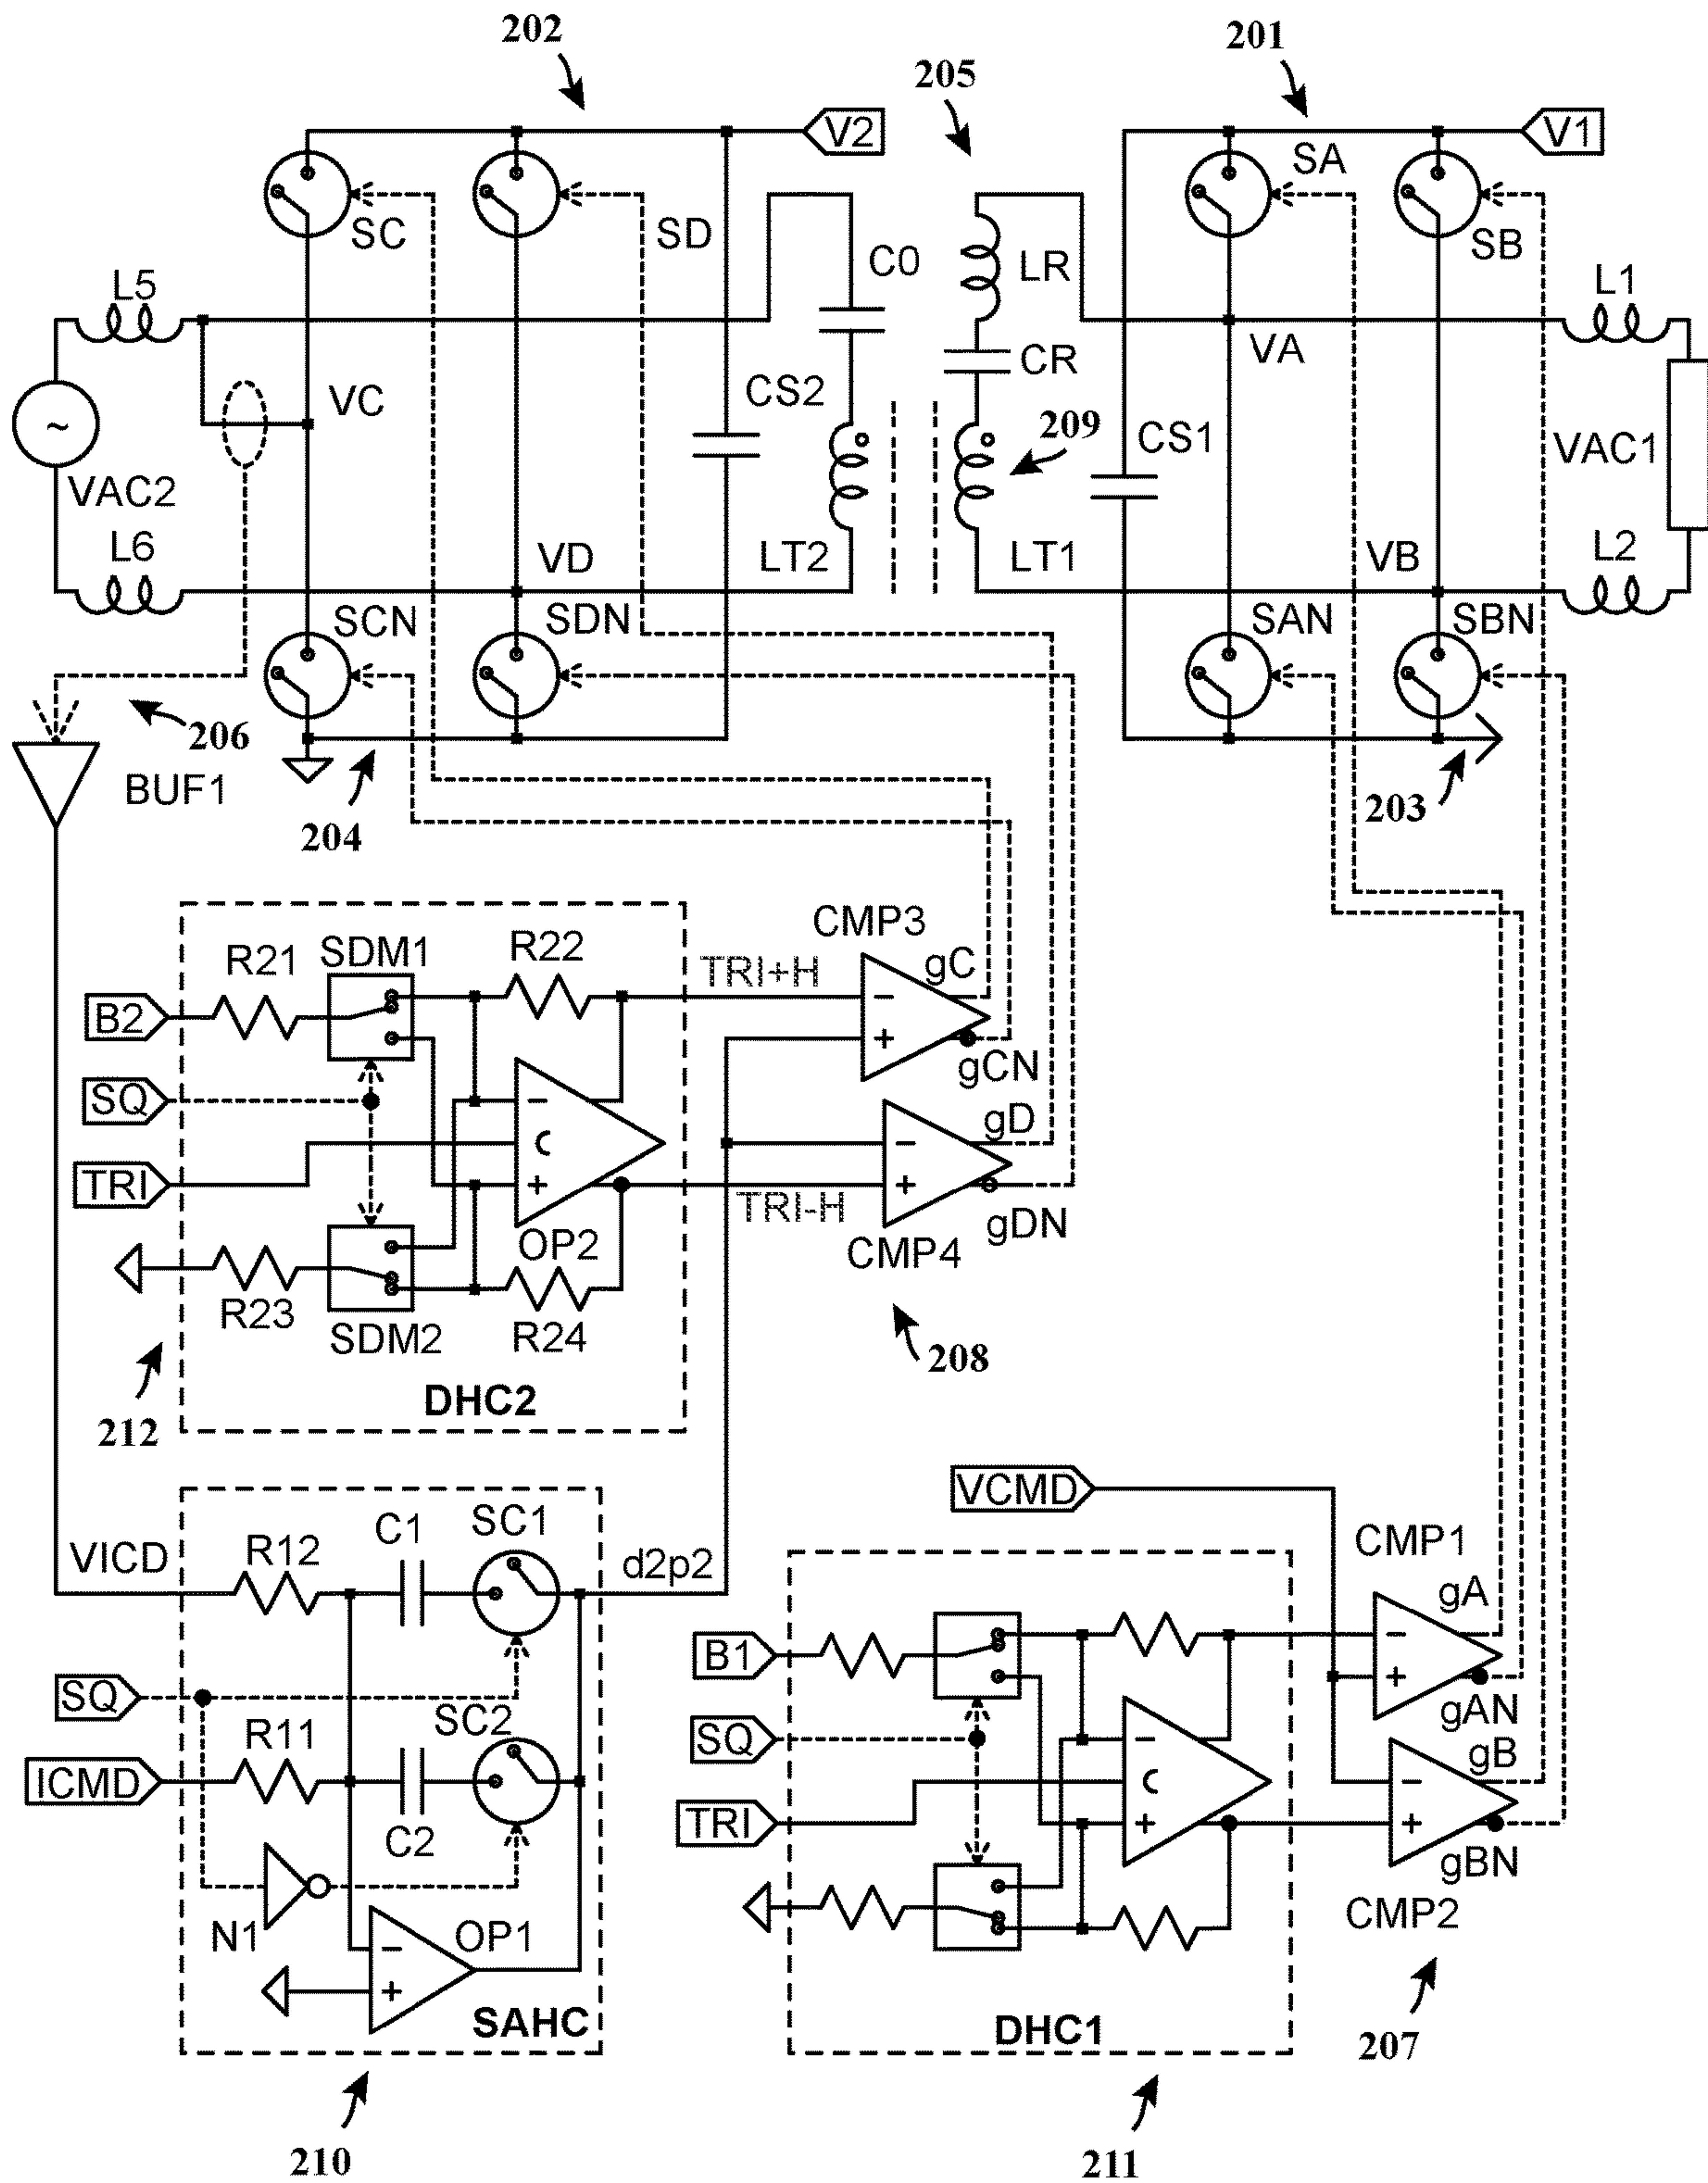 202
201
205
V2
V1
SA
SC
SD
C0
LR
SB
L5
L1
VA
CR
VC
CS2
209
CS1
VAC1
~
VAC2
L6
VD
LT2
LT1
VB
L2
SCN
SDN
SAN
SBN
206
BUF1
204
203
CMP3
R21
SDM1
R22
TRI+H
gC
B2
−
+
gCN
SQ
−
gD
C
−
TRI
+
TRI-H
+
gDN
OP2
CMP4
R23
SDM2
R24
208
DHC2
212
VCMD
SC1
C1
CMP1
VICD
R12
d2p2
gA
B1
−
+
SQ
SC2
gAN
R11
SQ
−
gB
ICMD
C
−
C2
TRI
+
+
gBN
N1
−
OP1
CMP2
+
SAHC
DHC1
207
210
211